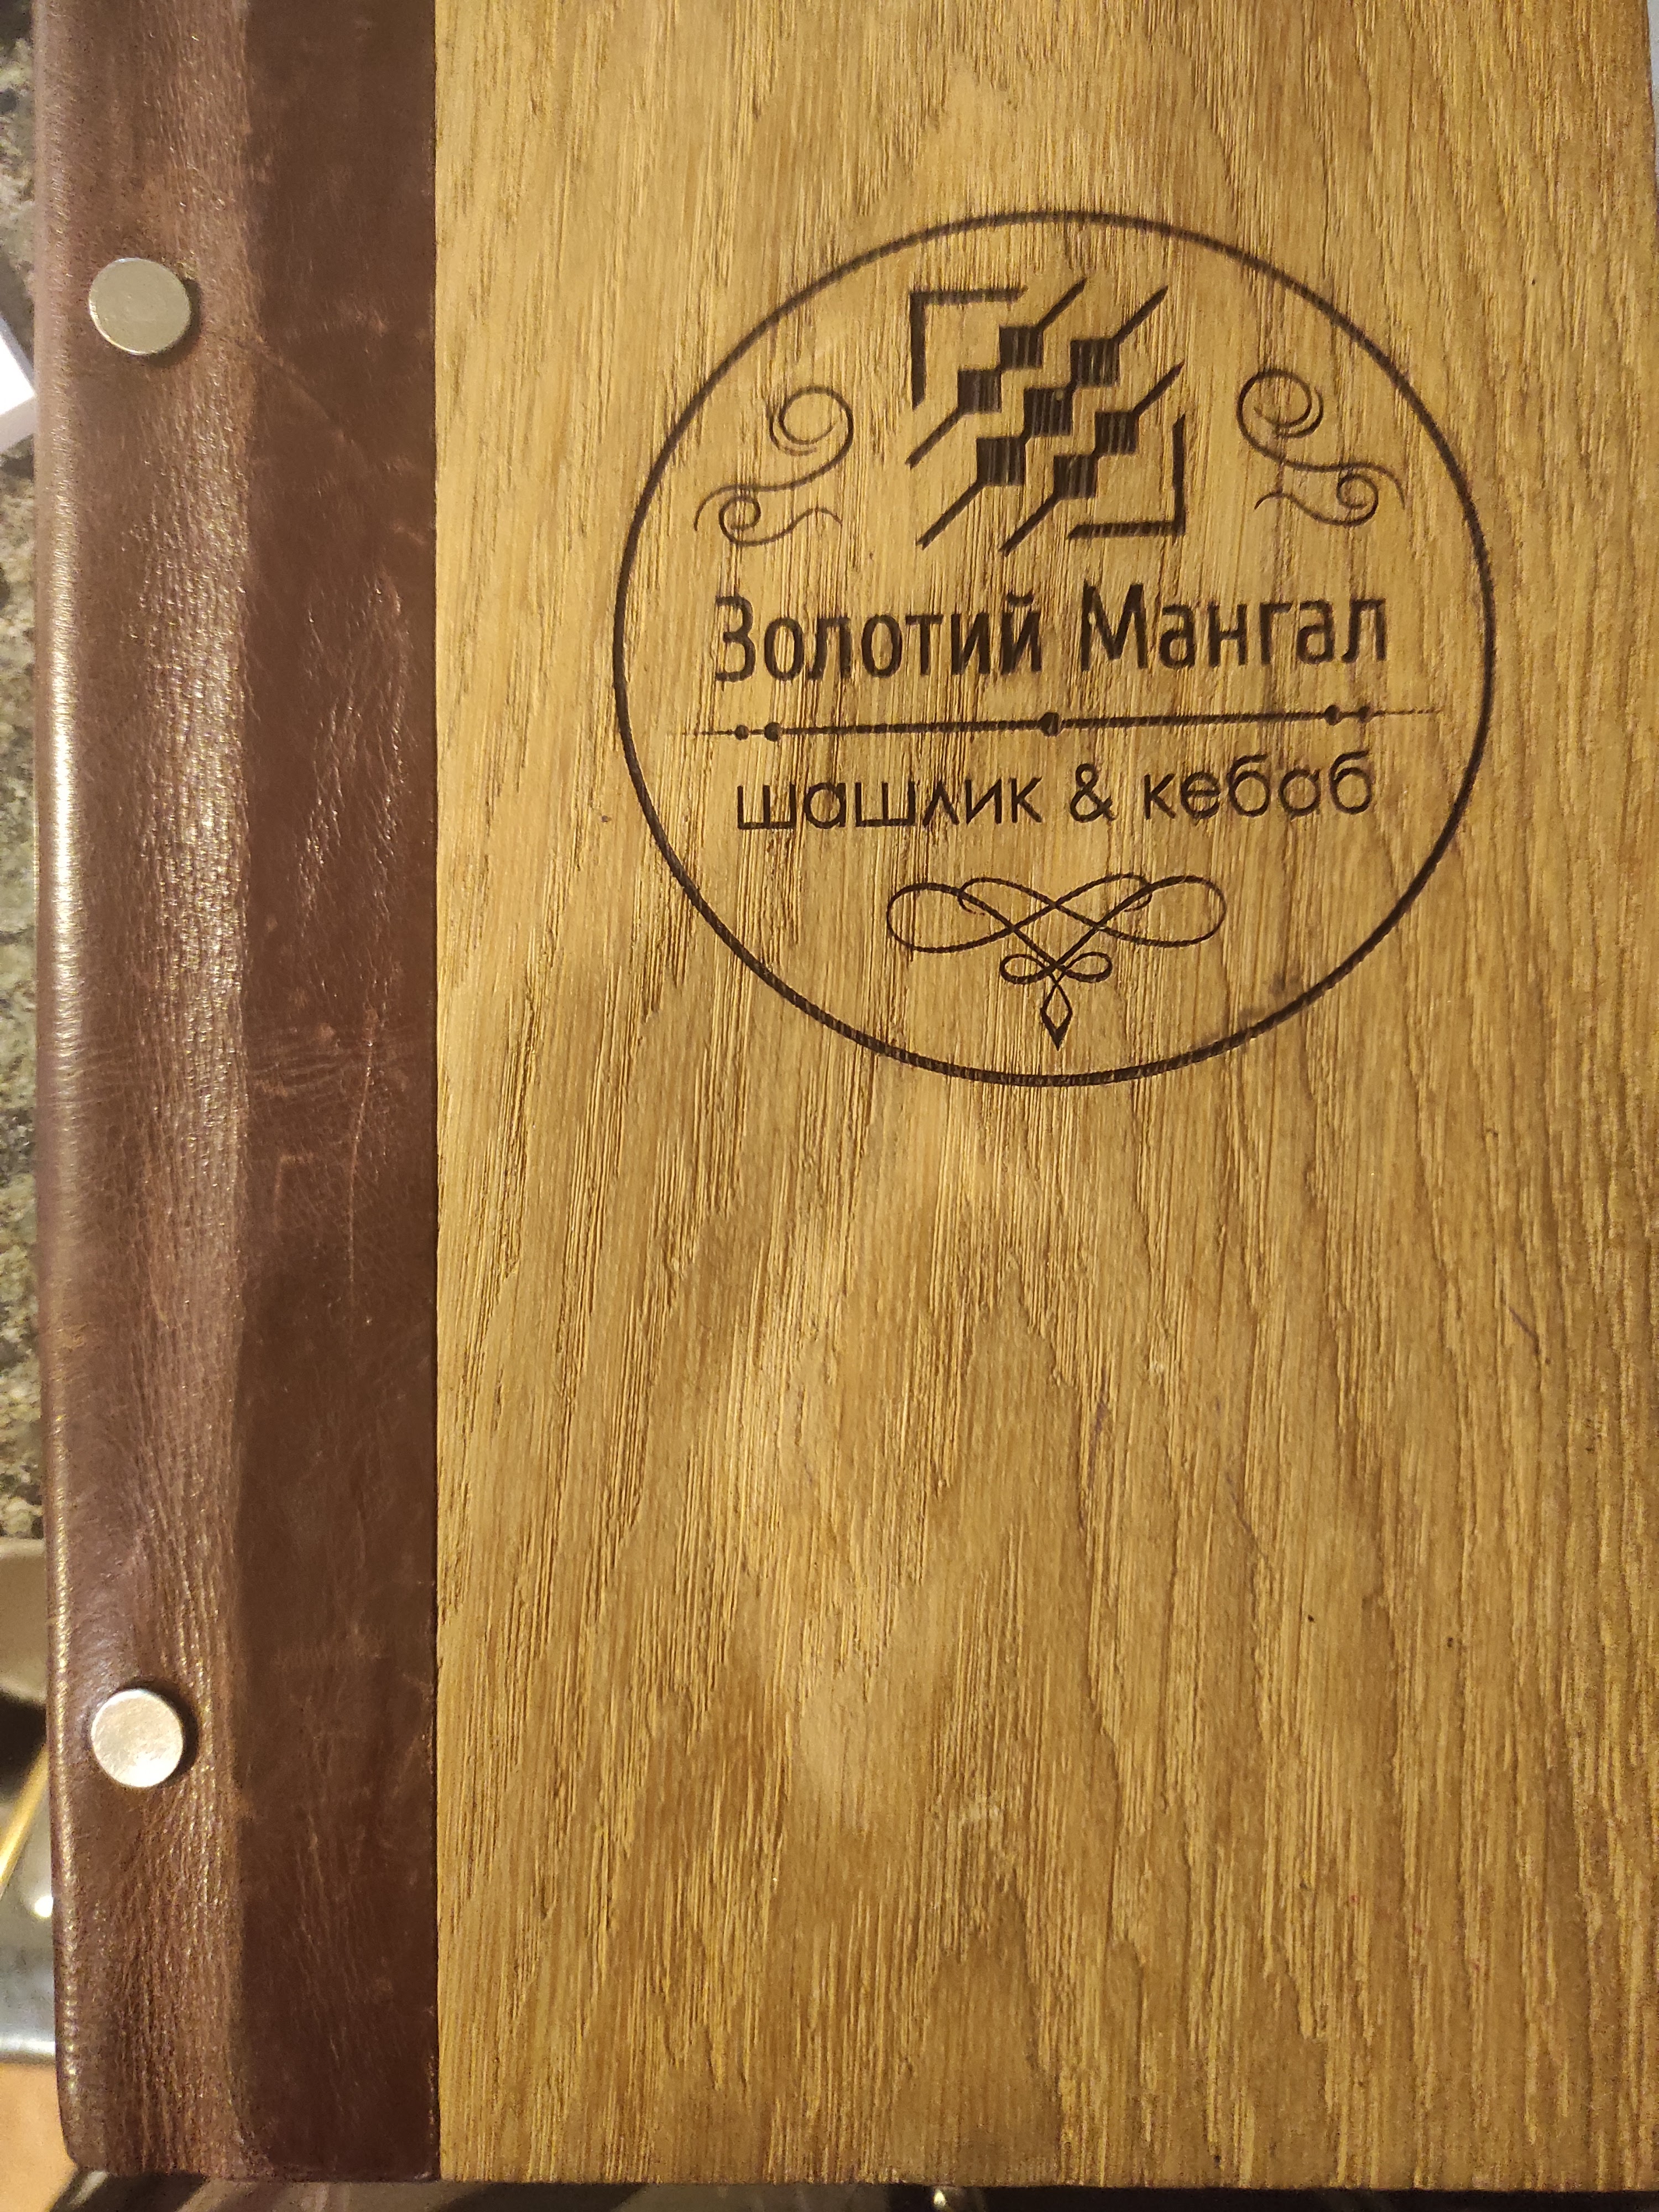 Золотий Мангал
шашлик & кебаб